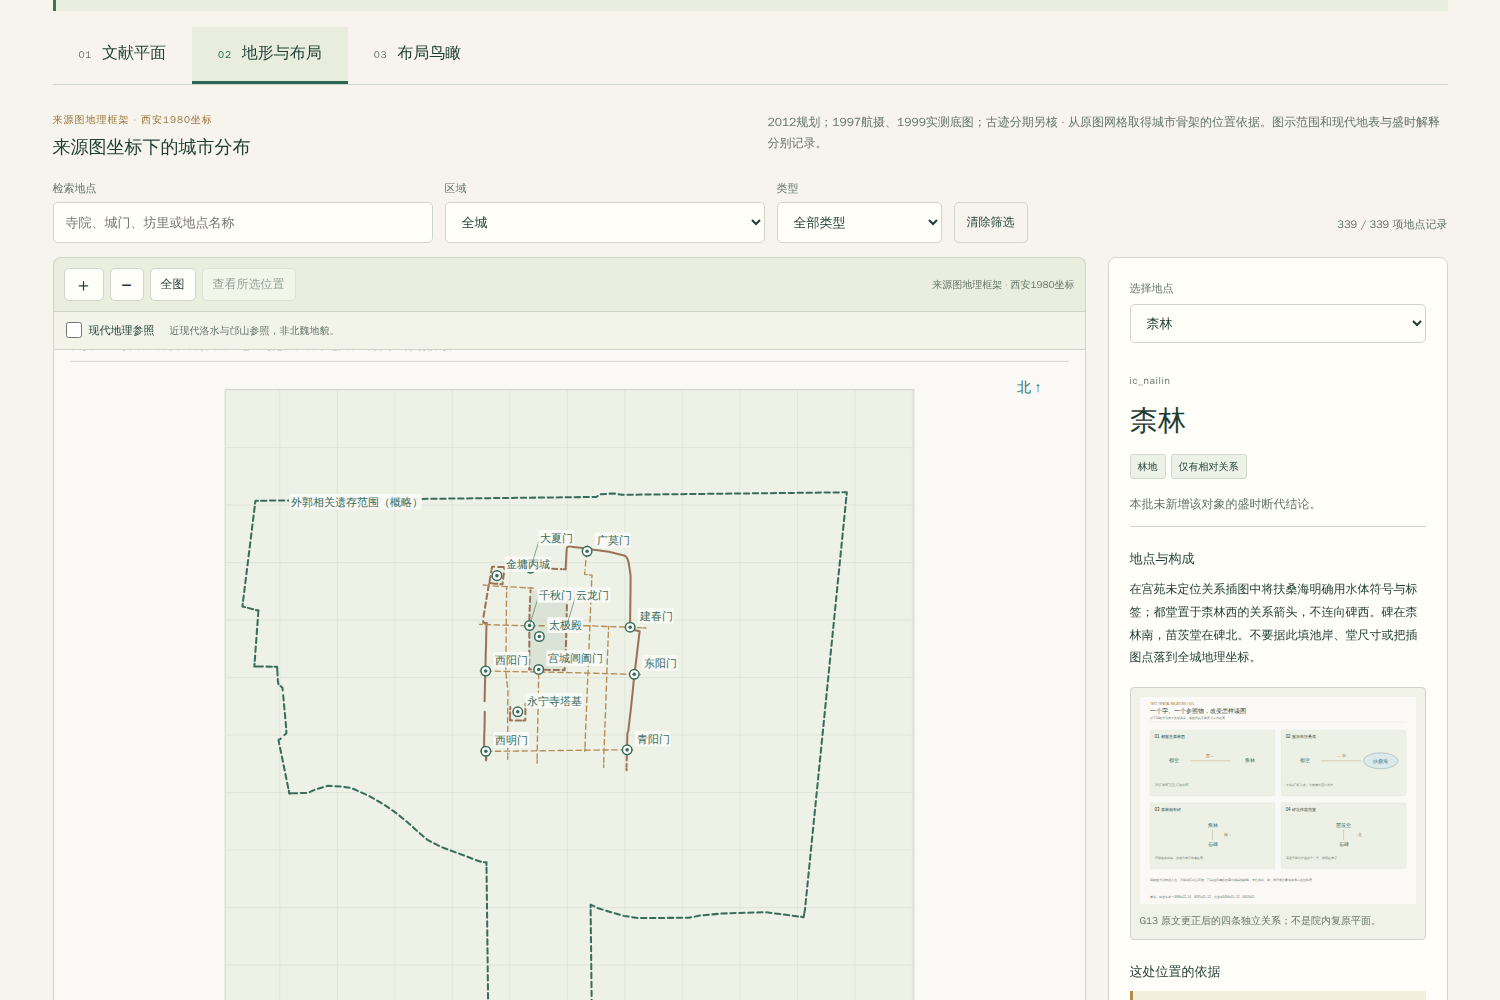 01 文献平面
02 地形与布局
03 布局鸟瞰
来源图地理框架 · 西安1980坐标
来源图坐标下的城市分布
2012规划；1997航摄、1999实测底图；古迹分期另核 · 从原图网格取得城市骨架的位置依据。图示范围和现代地表与盛时解释
分别记录。
检索地点
区域
类型
寺院、城门、坊里或地点名称
全城
全部类型
清除筛选
339 / 339 项地点记录
+
−
全图
查看所选位置
来源图地理框架 · 西安1980坐标
现代地理参照
近现代洛水与邙山参照，非北魏地貌。
北 ↑
外郭相关遗存范围（概略）
大夏门
广莫门
金墉丙城
千秋门
云龙门
建春门
太极殿
西阳门
宫城阊阖门
东阳门
永宁寺塔基
西明门
青阳门
选择地点
柰林
ic_nailin
柰林
林地
仅有相对关系
本批未新增该对象的盛时断代结论。
地点与构成
在宫苑未定位关系插图中将扶桑海明确用水体符号与标
签；都堂置于柰林西的关系箭头，不连向碑西。碑在柰
林南，苗茨堂在碑北。不要据此填池岸、堂尺寸或把插
图点落到全城地理坐标。
一个字、一个参照物，改变怎样读图
G13 原文更正后的四条独立关系；不是院内复原平面。
这处位置的依据